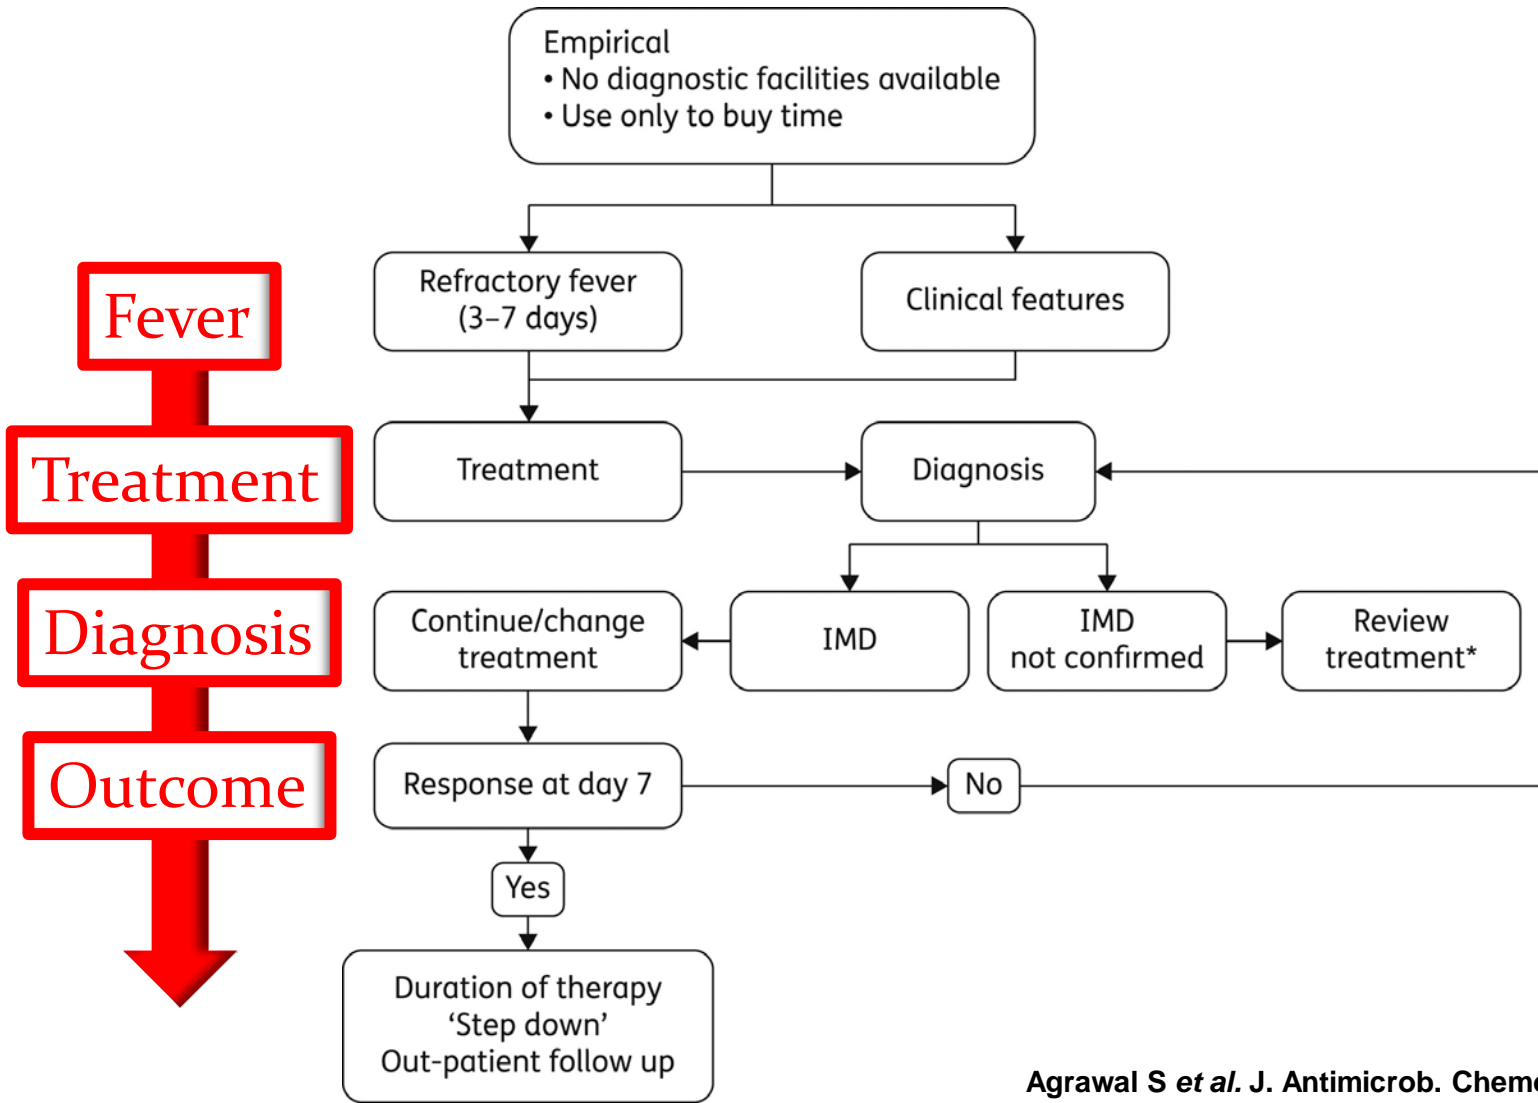 Empirical
• No diagnostic facilities available
• Use only to buy time
Refractory fever
(3–7 days)
Clinical features
Fever
Treatment
Treatment
Diagnosis
Diagnosis
Continue/change
treatment
IMD
IMD
not confirmed
Review
treatment*
Outcome
Response at day 7
No
Yes
Duration of therapy
‘Step down’
Out-patient follow up
Agrawal S et al. J. Antimicrob. Chem